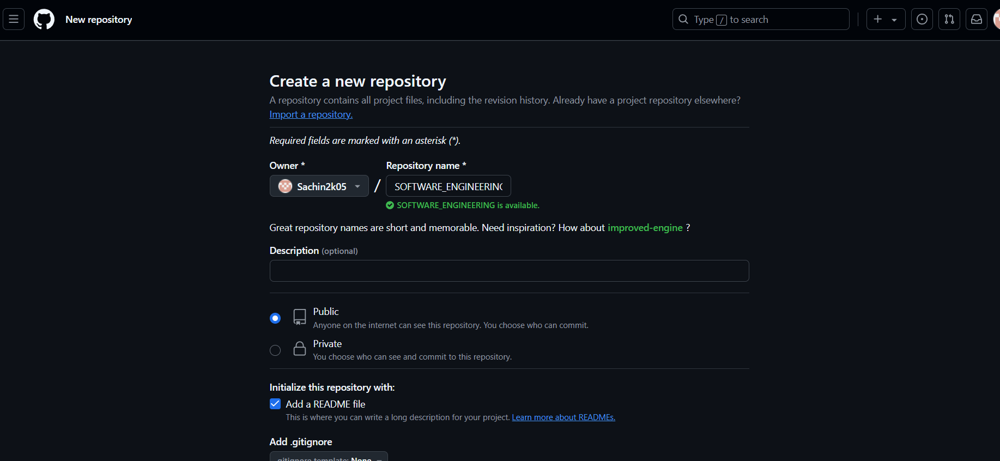 New repository
Type / to search
Create a new repository
A repository contains all project files, including the revision history. Already have a project repository elsewhere?
Import a repository.
Required fields are marked with an asterisk (*).
Owner * Repository name *
Sachin2k05 / SOFTWARE_ENGINEERING
SOFTWARE_ENGINEERING is available.
Great repository names are short and memorable. Need inspiration? How about improved-engine ?
Description (optional)
Public
Anyone on the internet can see this repository. You choose who can commit.
Private
You choose who can see and commit to this repository.
Initialize this repository with:
Add a README file
This is where you can write a long description for your project. Learn more about READMEs.
Add .gitignore
.gitignore template: None